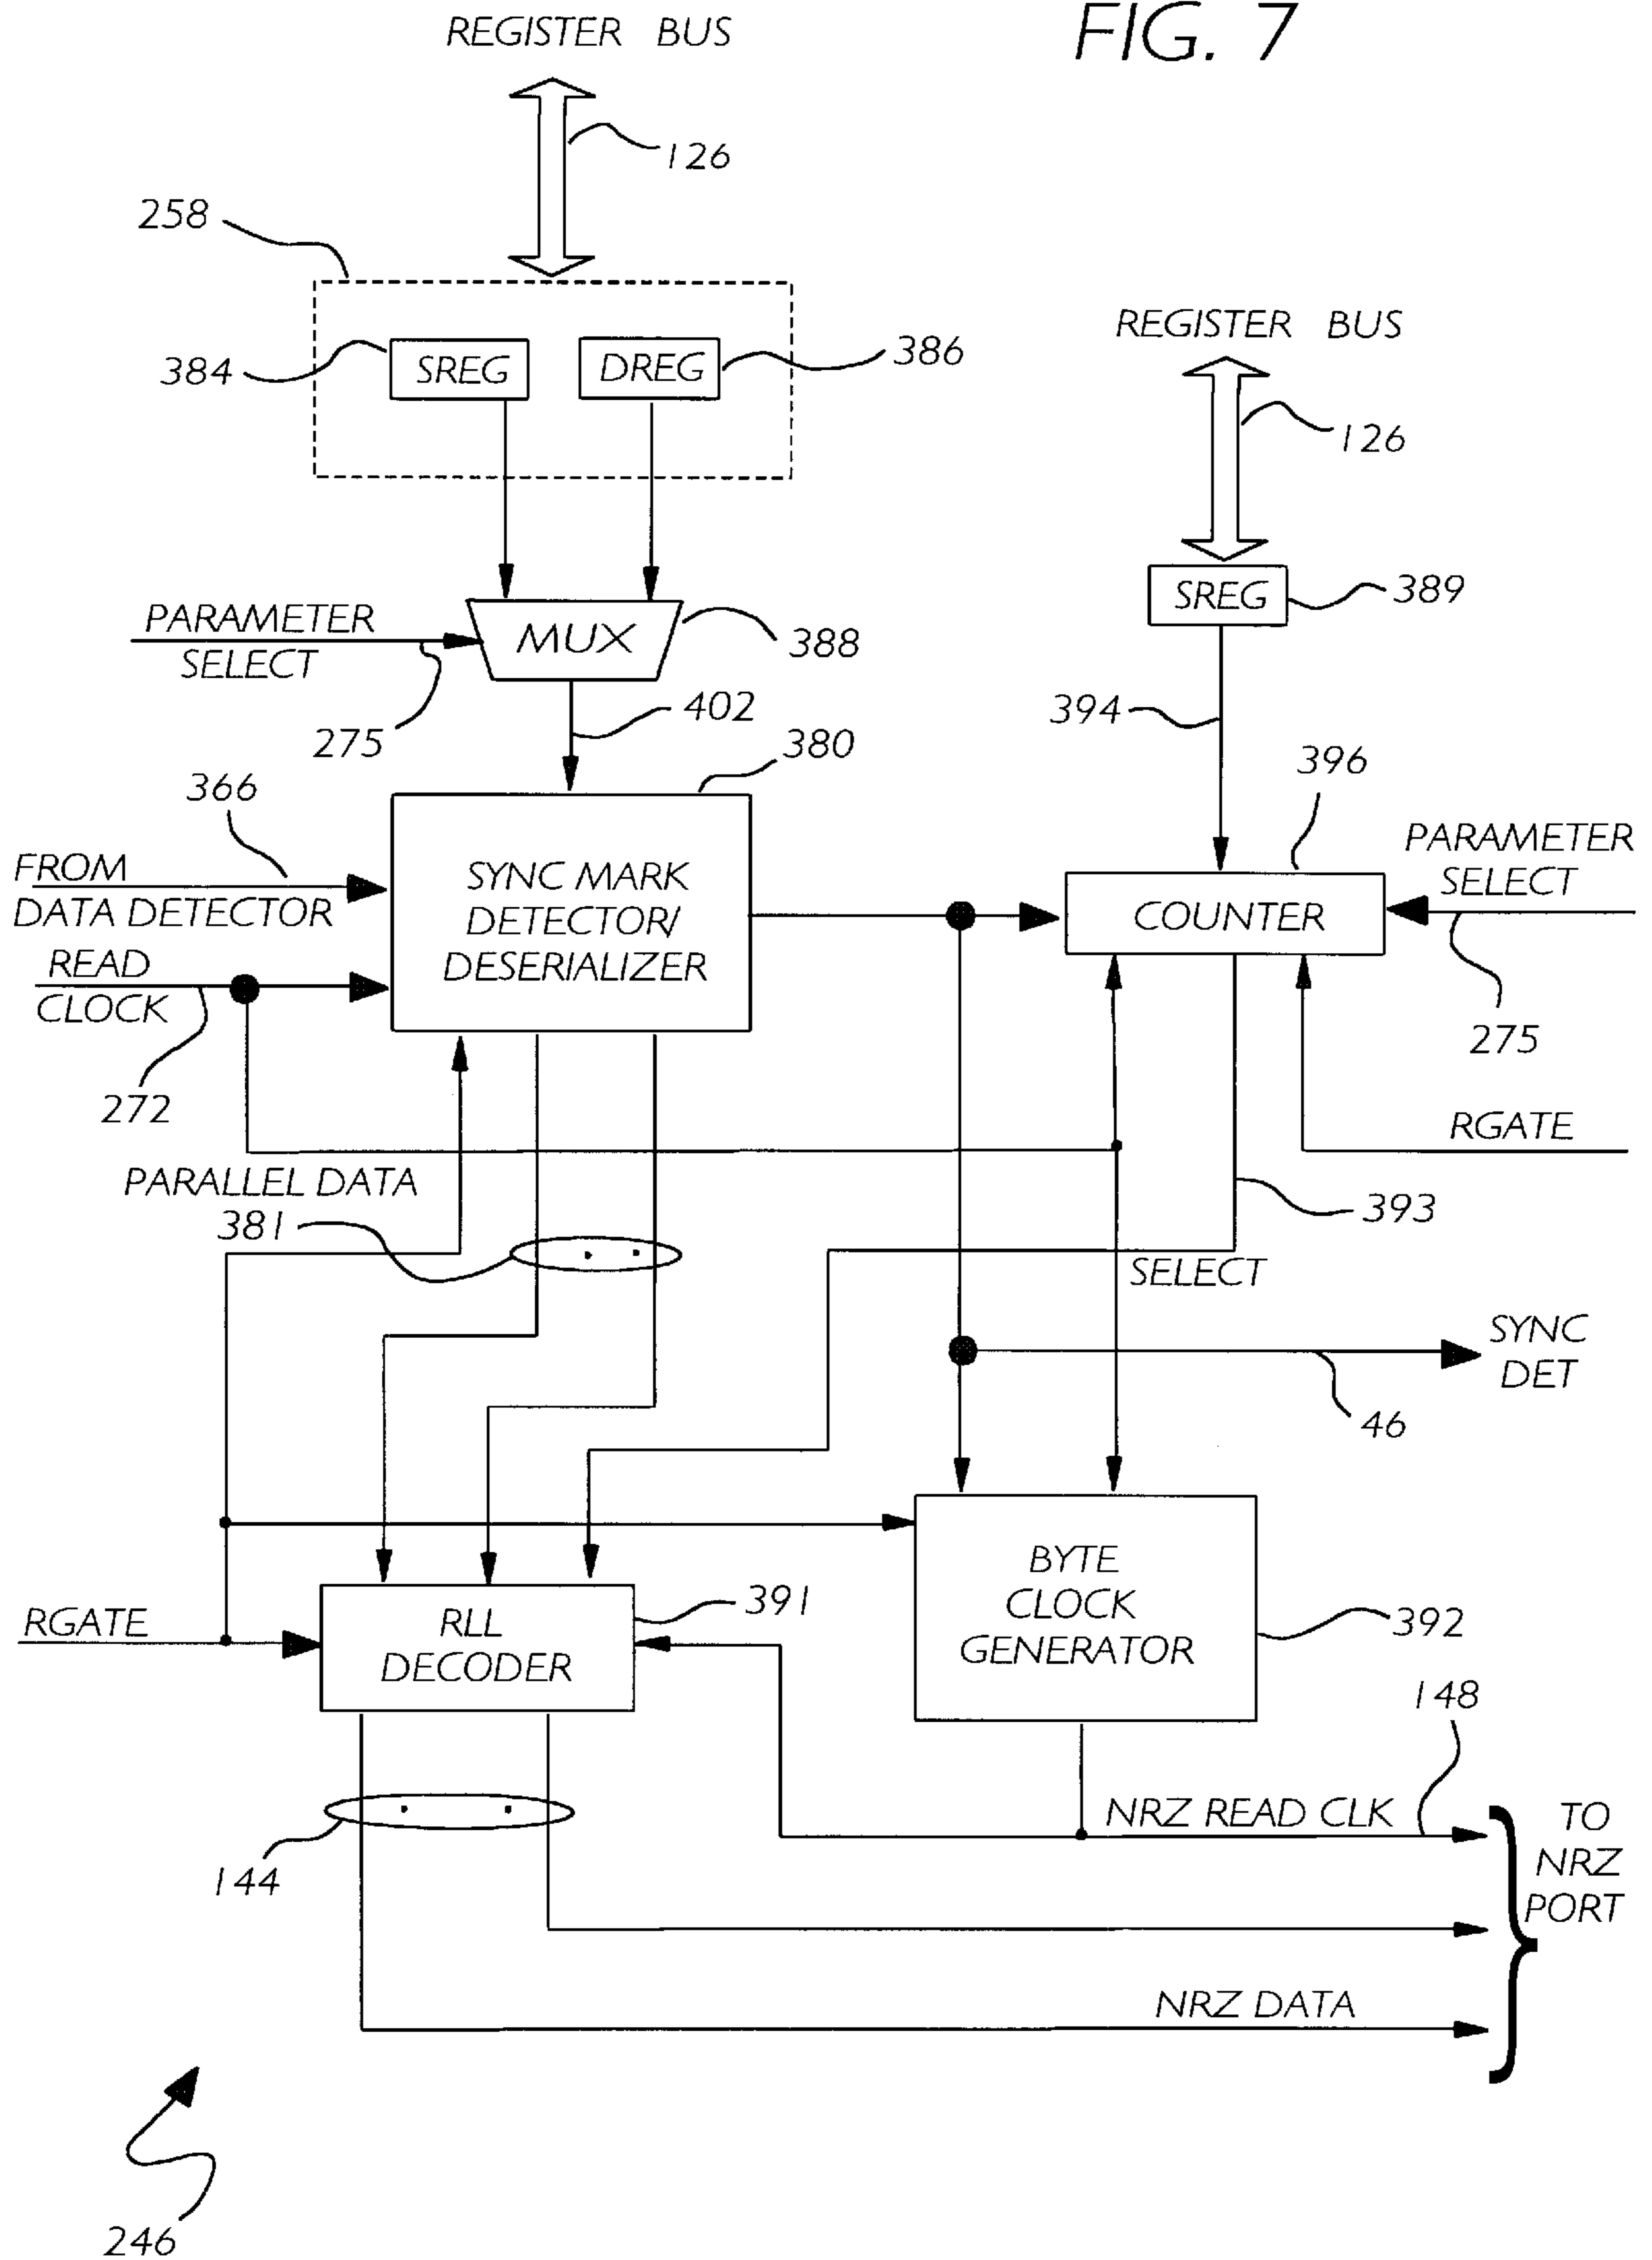 FIG. 7
REGISTER BUS
126
258
384
SREG
DREG
386
REGISTER BUS
126
SREG
389
PARAMETER
SELECT
275
MUX
388
402
380
394
396
366
FROM
DATA DETECTOR
READ
CLOCK
272
SYNC MARK
DETECTOR/
DESERIALIZER
COUNTER
PARAMETER
SELECT
275
RGATE
PARALLEL DATA
381
393
SELECT
SYNC
DET
46
RGATE
RLL
DECODER
391
BYTE
CLOCK
GENERATOR
392
148
144
NRZ READ CLK
TO
NRZ
PORT
NRZ DATA
246